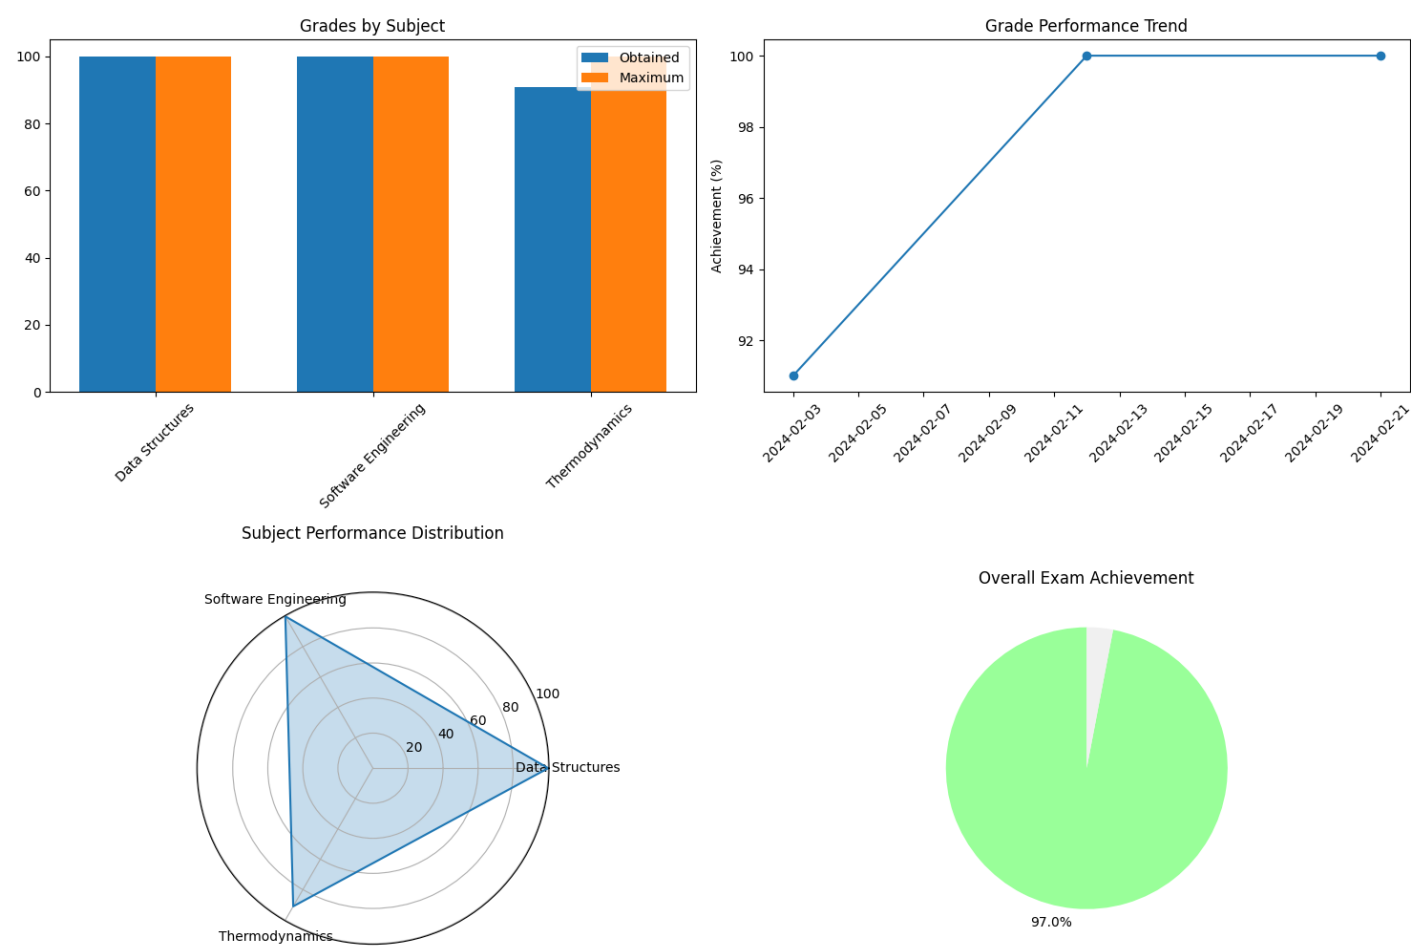 Grades by Subject
100
80
60
40
20
0
Obtained
Maximum
Data Structures
Software Engineering
Thermodynamics
Grade Performance Trend
Achievement (%)
100
98
96
94
92
2024-02-03
2024-02-05
2024-02-07
2024-02-09
2024-02-11
2024-02-13
2024-02-15
2024-02-17
2024-02-19
2024-02-21
Subject Performance Distribution
Software Engineering
100
80
60
40
20
Data Structures
Thermodynamics
Overall Exam Achievement
97.0%